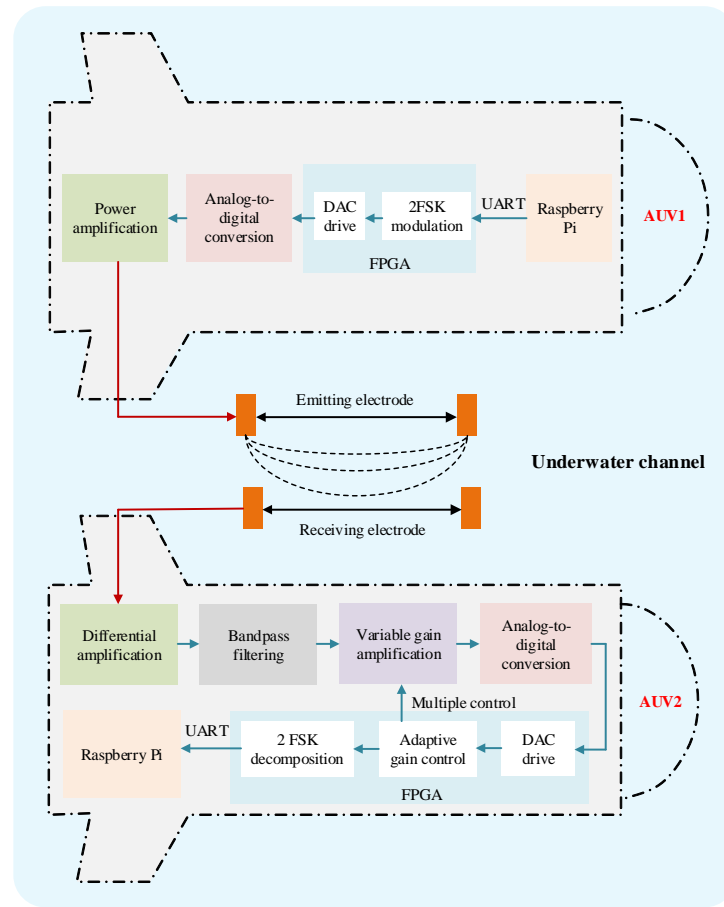 Power
amplification
Analog-to-
digital
conversion
DAC
drive
2FSK
modulation
FPGA
UART
Raspberry
Pi
AUV1
Emitting electrode
Underwater channel
Receiving electrode
Differential
amplification
Bandpass
filtering
Variable gain
amplification
Analog-to-
digital
conversion
AUV2
Multiple control
UART
Raspberry Pi
2 FSK
decomposition
Adaptive
gain control
DAC
drive
FPGA